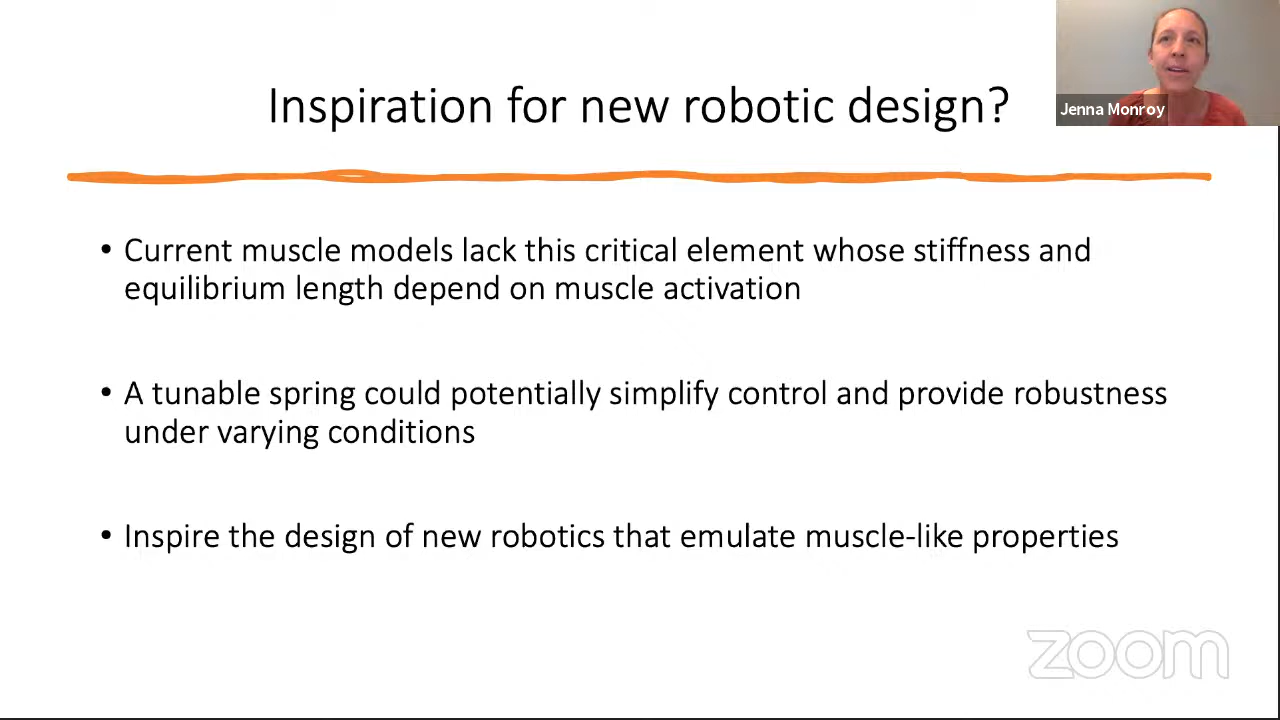 Inspiration for new robotic design?
Jenna Monroy
• Current muscle models lack this critical element whose stiffness and
equilibrium length depend on muscle activation
• A tunable spring could potentially simplify control and provide robustness
under varying conditions
• Inspire the design of new robotics that emulate muscle-like properties
zoom